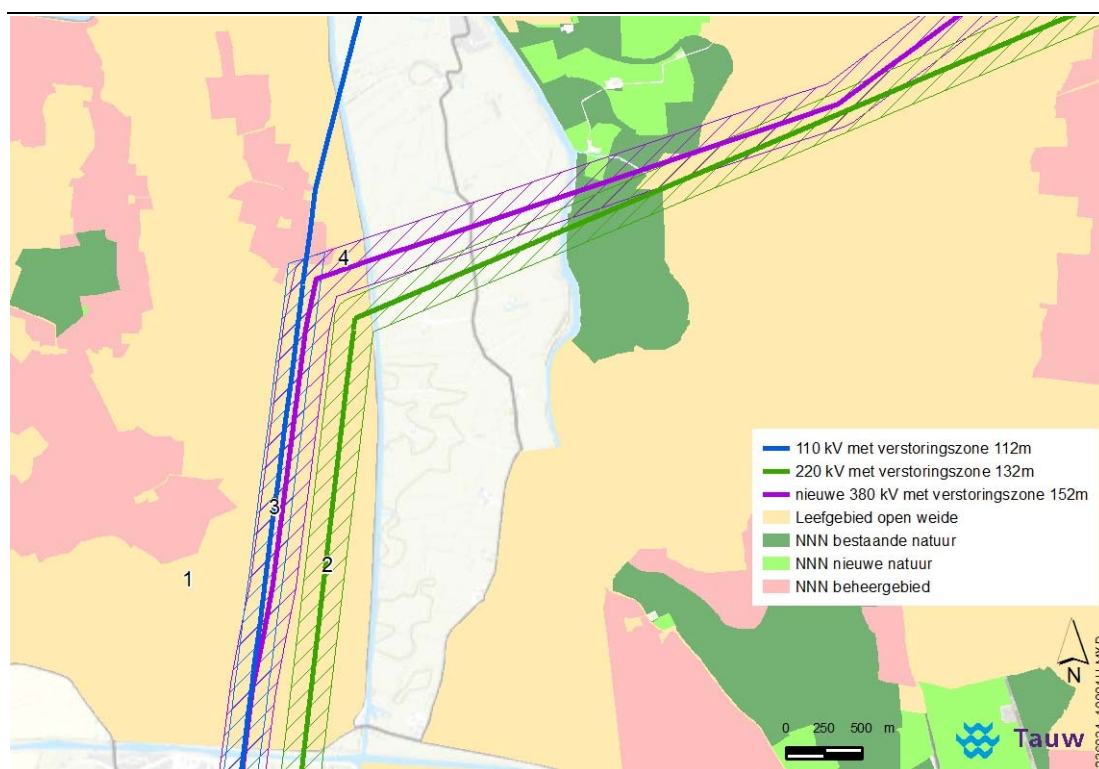 4
3
2
1
110 kV met verstoringszone 112m
220 kV met verstoringszone 132m
nieuwe 380 kV met verstoringszone 152m
Leefgebied open weide
NNN bestaande natuur
NNN nieuwe natuur
NNN beheergebied
N
0 250 500 m
Tauw